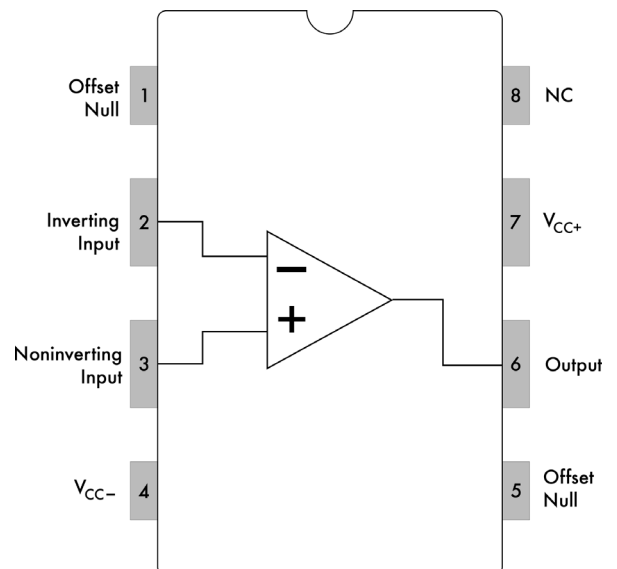 Offset
Null
1
8
NC
Inverting
Input
2
7
VCC+
−
+
Noninverting
Input
3
6
Output
VCC−
4
5
Offset
Null